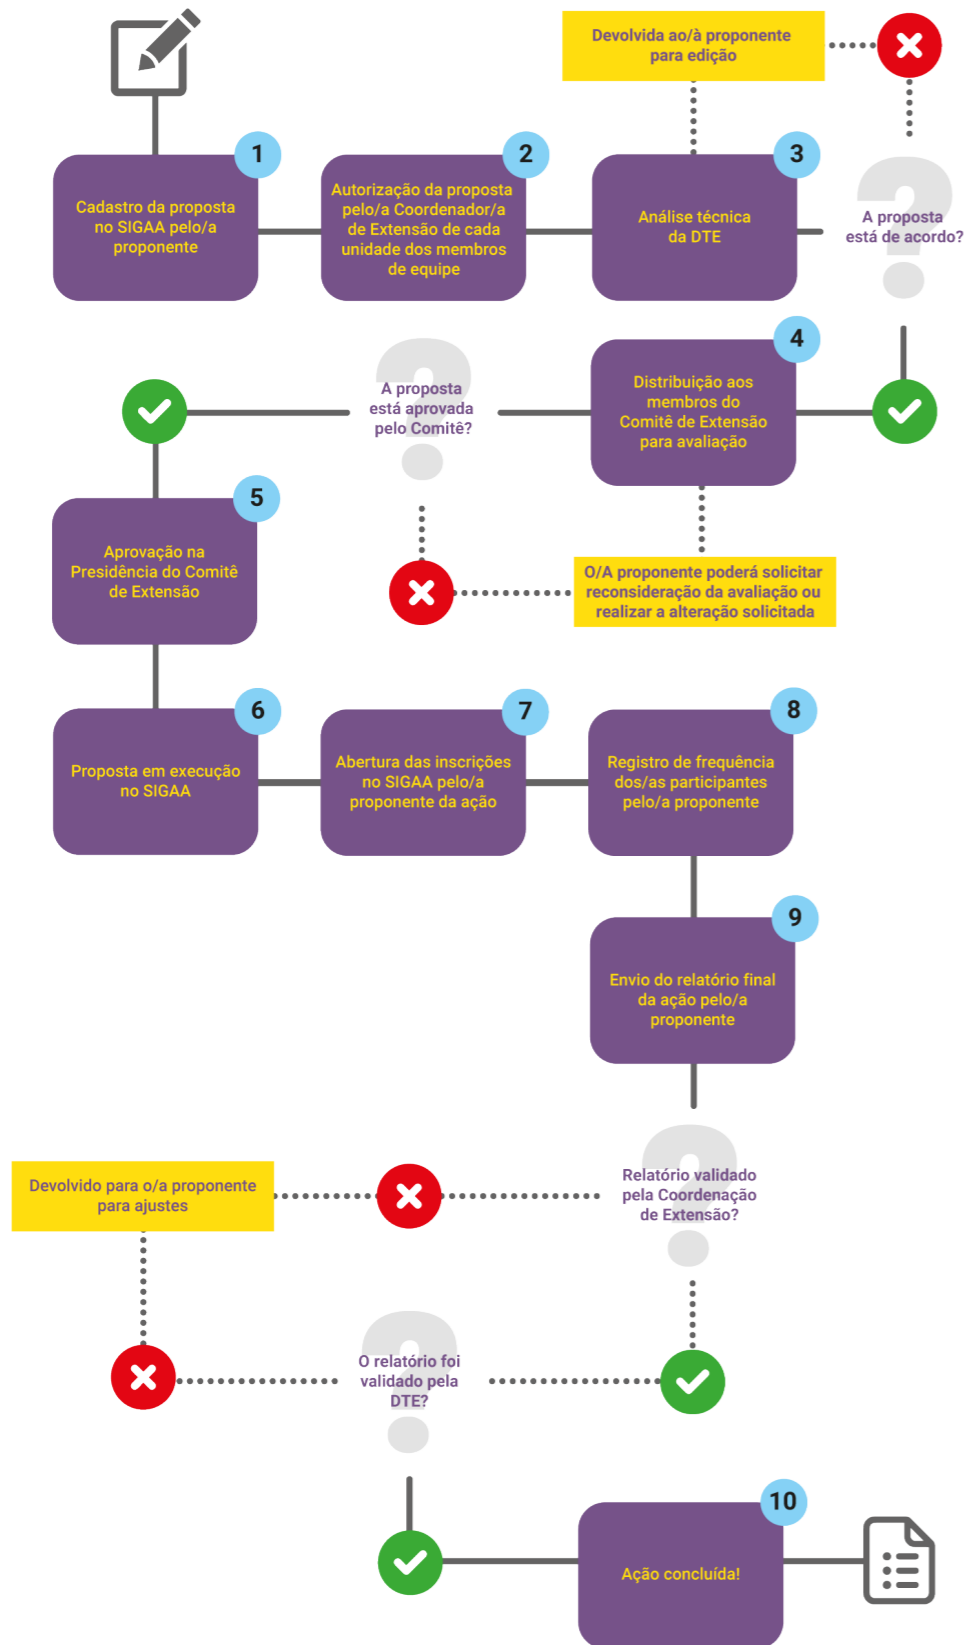 Devolvida ao/à proponente
para edição
1
Cadastro da proposta
no SIGAA pelo/a
proponente
2
Autorização da proposta
pelo/a Coordenador/a
de Extensão de cada
unidade dos membros
de equipe
3
Análise técnica
da DTE
A proposta
está de acordo?
4
Distribuição aos
membros do
Comitê de Extensão
para avaliação
A proposta
está aprovada
pelo Comitê?
O/A proponente poderá solicitar
reconsideração da avaliação ou
realizar a alteração solicitada
5
Aprovação na
Presidência do Comitê
de Extensão
6
Proposta em execução
no SIGAA
7
Abertura das inscrições
no SIGAA pelo/a
proponente da ação
8
Registro de frequência
dos/as participantes
pelo/a proponente
9
Envio do relatório final
da ação pelo/a
proponente
Relatório validado
pela Coordenação
de Extensão?
Devolvido para o/a proponente
para ajustes
O relatório foi
validado pela
DTE?
10
Ação concluída!